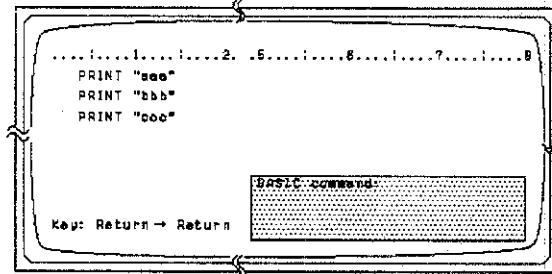 ....¦....1....¦....2. .5....¦....6....¦....7....¦....8
PRINT "aaa"
PRINT "bbb"
PRINT "ccc"
BASIC command:
Key: Return → Return